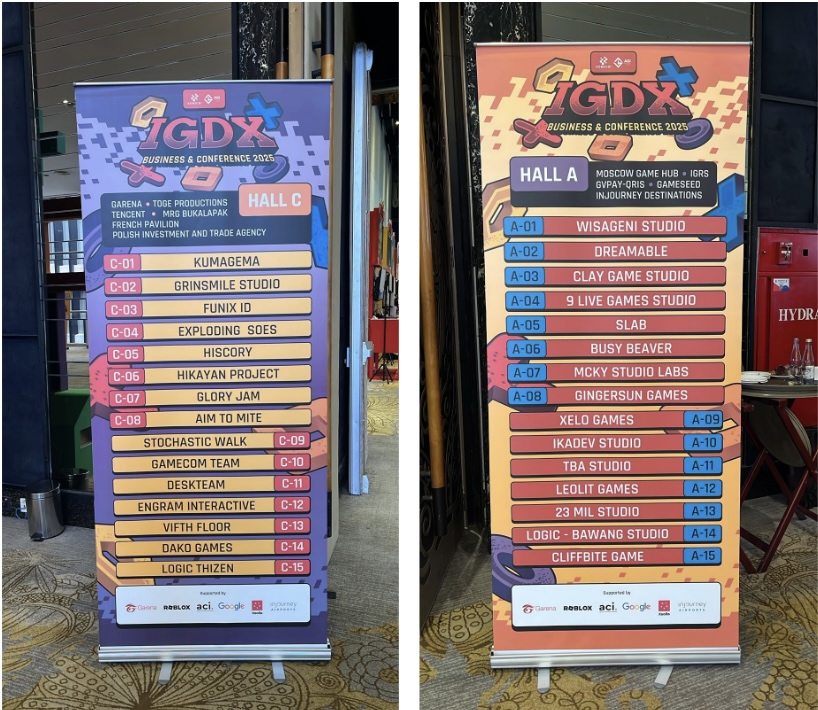 IGDX
BUSINESS & CONFERENCE 2025
GARENA • TOGE PRODUCTIONS
TENCENT • MRG BUKALAPAK
FRENCH PAVILION
POLISH INVESTMENT AND TRADE AGENCY
HALL C
C-01 KUMAGEMA
C-02 GRINSMILE STUDIO
C-03 FUNIX ID
C-04 EXPLODING SOES
C-05 HISCORY
C-06 HIKAYAN PROJECT
C-07 GLORY JAM
C-08 AIM TO MITE
STOCHASTIC WALK C-09
GAMECOM TEAM C-10
DESKTEAM C-11
ENGRAM INTERACTIVE C-12
VIFTH FLOOR C-13
DAKO GAMES C-14
LOGIC THIZEN C-15
Supported by
Garena ROBLOX aci. Google injourney AIRPORTS
IGDX
BUSINESS & CONFERENCE 2025
HALL A
MOSCOW GAME HUB • IGRS
GVPAY-QRIS • GAMESEED
INJOURNEY DESTINATIONS
A-01 WISAGENI STUDIO
A-02 DREAMABLE
A-03 CLAY GAME STUDIO
A-04 9 LIVE GAMES STUDIO
A-05 SLAB
A-06 BUSY BEAVER
A-07 MCKY STUDIO LABS
A-08 GINGERSUN GAMES
XELO GAMES A-09
IKADEV STUDIO A-10
TBA STUDIO A-11
LEOLIT GAMES A-12
23 MIL STUDIO A-13
LOGIC - BAWANG STUDIO A-14
CLIFFBITE GAME A-15
Supported by
Garena ROBLOX aci. Google injourney AIRPORTS
HYDRA